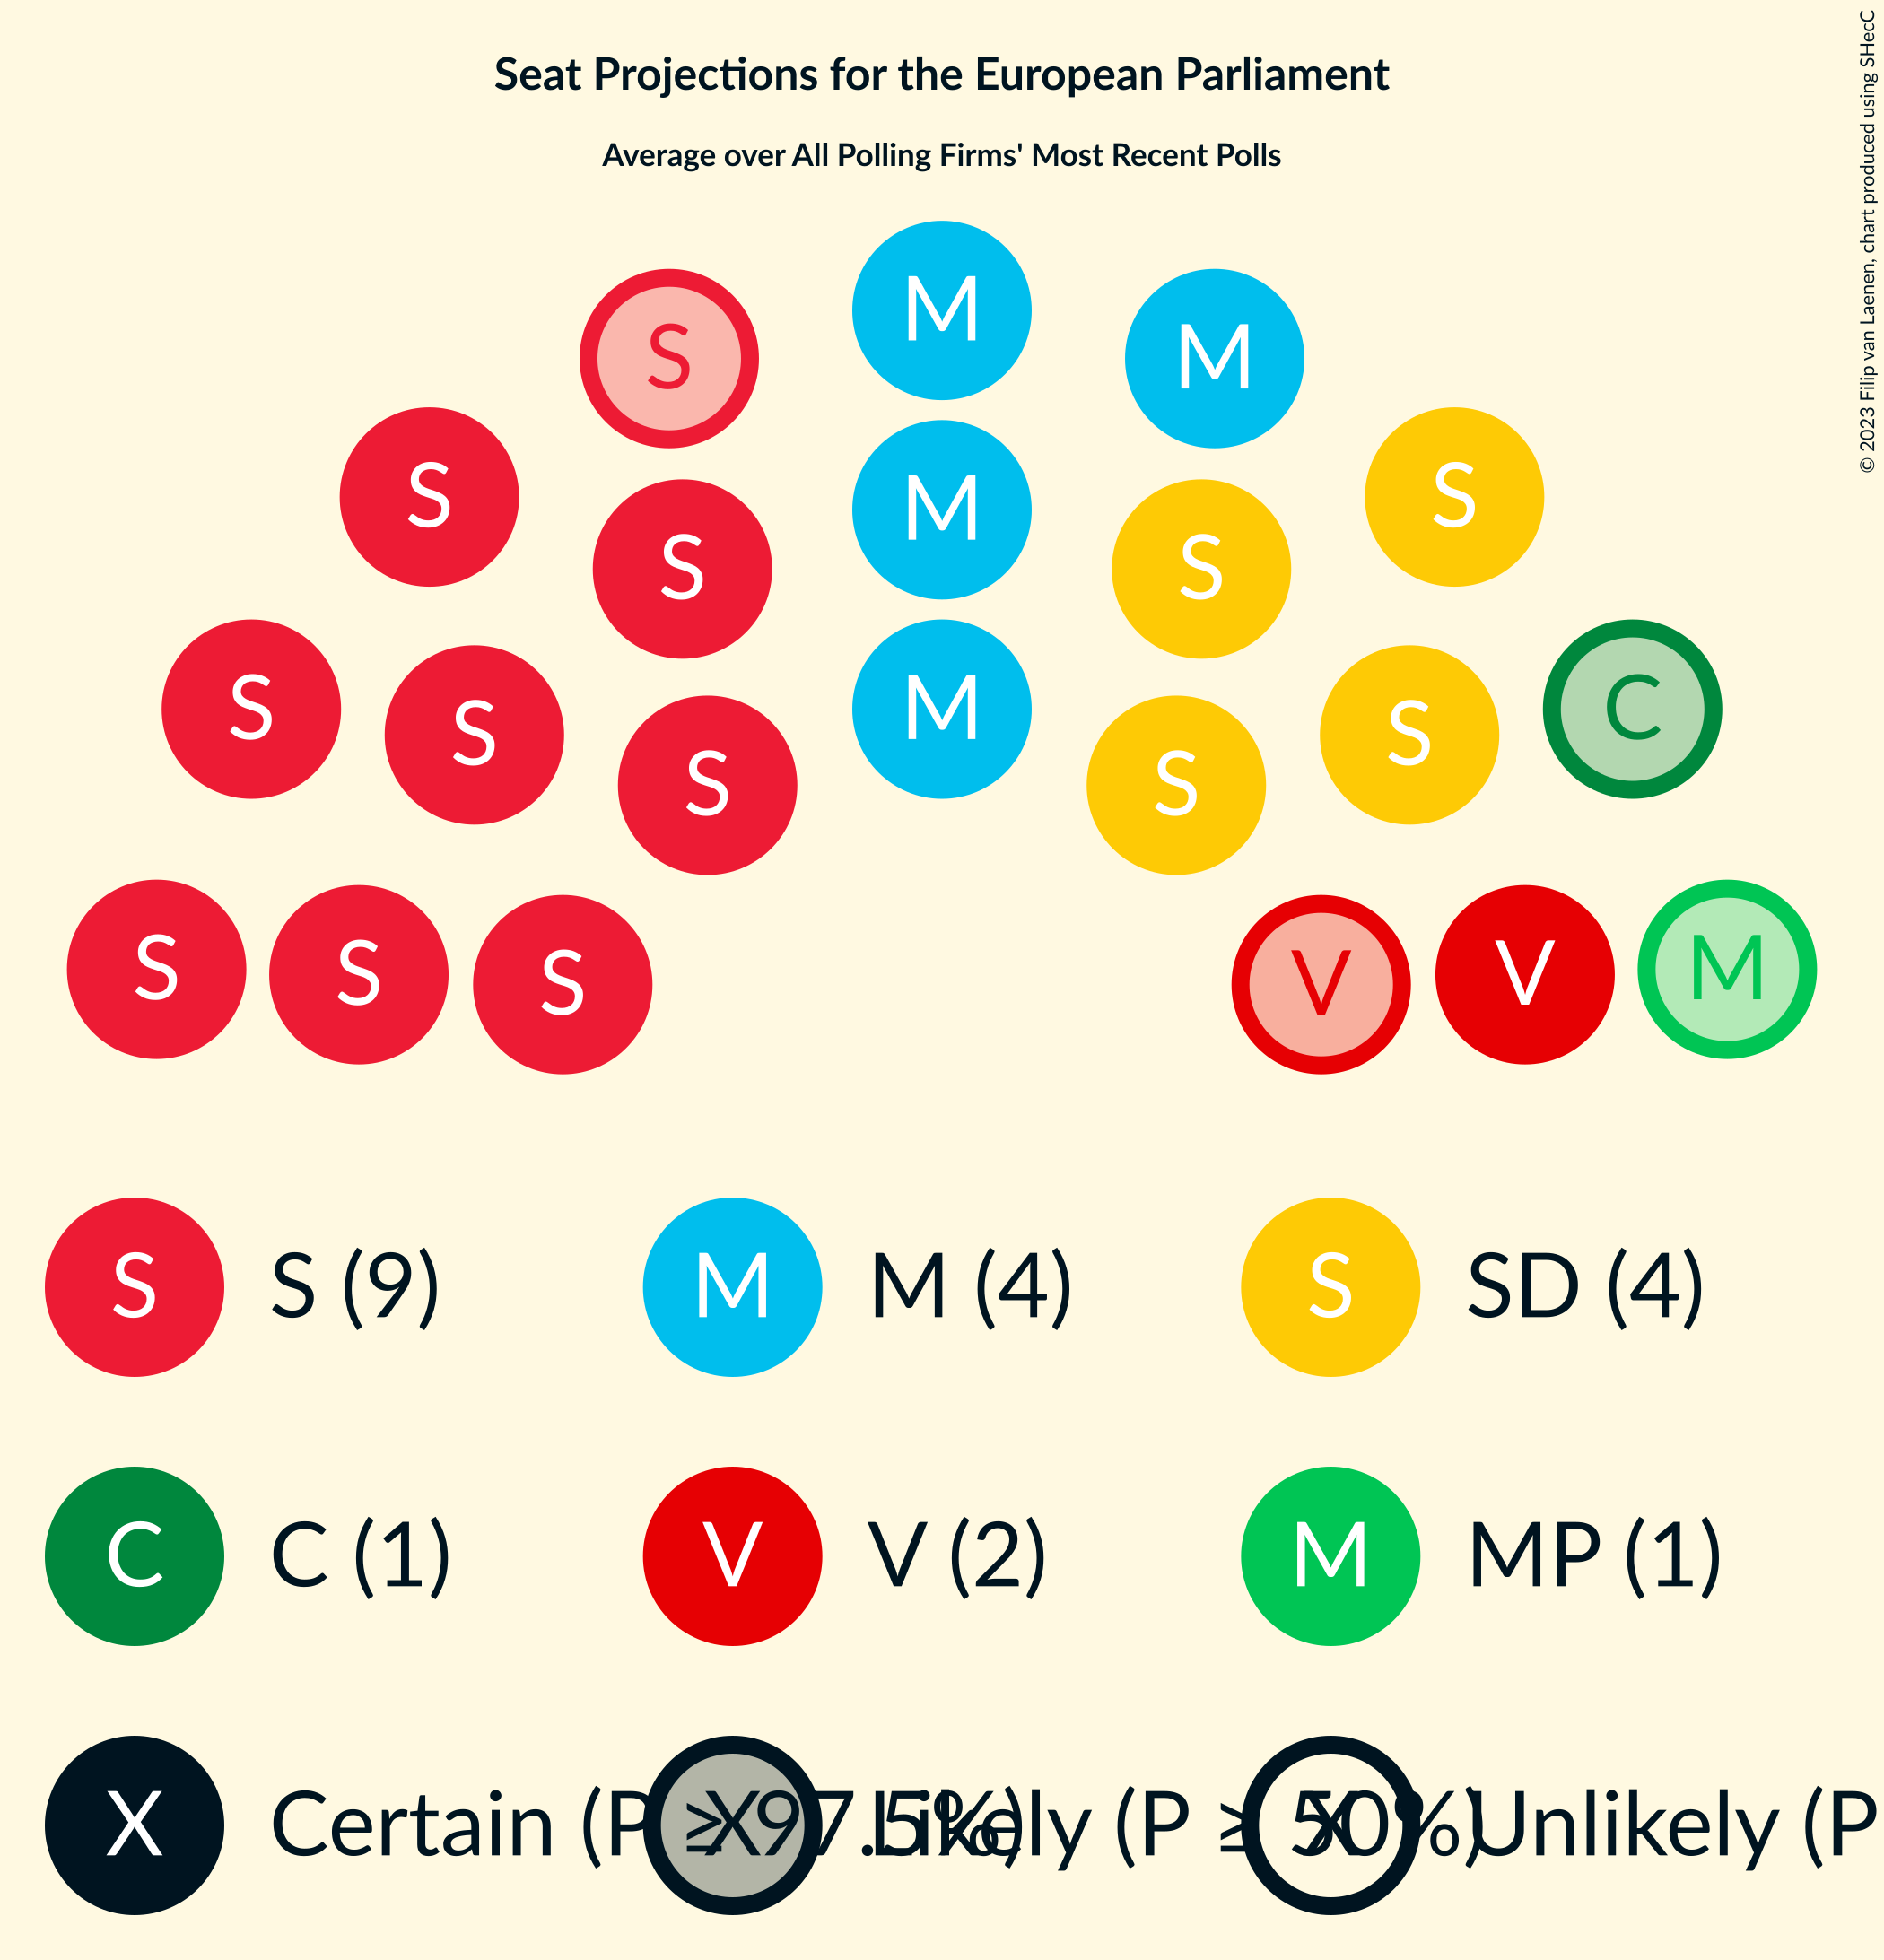 Seat Projections for the European Parliament
Average over All Polling Firms' Most Recent Polls
© 2023 Filip van Laenen, chart produced using SHecC
M
S M
S S
M
S S
S C
S S
M
S S
S V M
S S V
S S (9) M M (4) S SD (4)
C C (1) V V (2) M MP (1)
X Certain (P ≥ 97.5%) X Likely (P ≥ 50%) X Unlikely (P